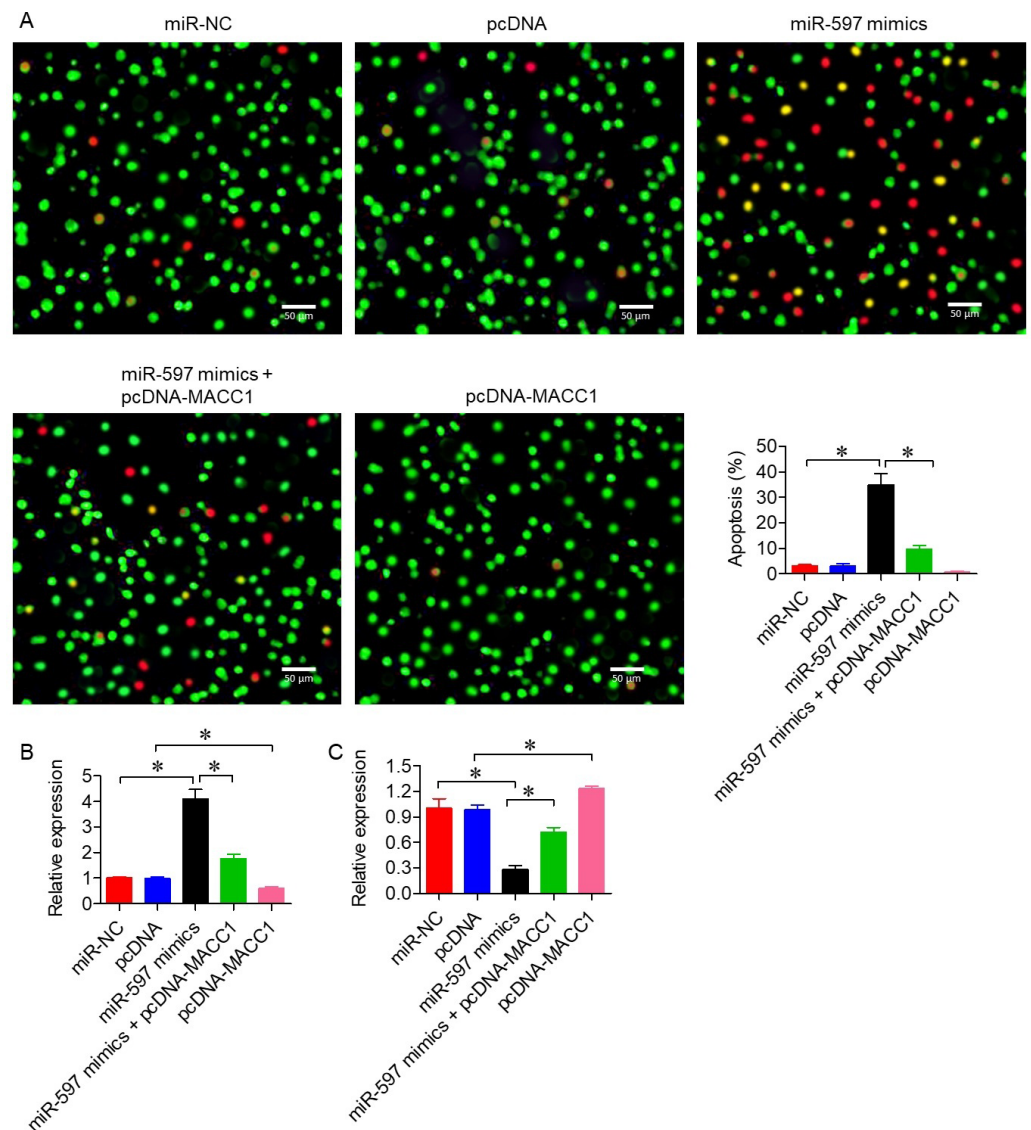 A
miR-NC
pcDNA
miR-597 mimics
50 µm
50 µm
50 µm
miR-597 mimics +
pcDNA-MACC1
pcDNA-MACC1
50 µm
50 µm
Apoptosis (%)
50
40
30
20
10
0
*
*
miR-NC
pcDNA
miR-597 mimics
miR-597 mimics + pcDNA-MACC1
pcDNA-MACC1
B
Relative expression
5
4
3
2
1
0
*
*
*
miR-NC
pcDNA
miR-597 mimics
miR-597 mimics + pcDNA-MACC1
pcDNA-MACC1
C
Relative expression
1.5
1.2
0.9
0.6
0.3
0.0
*
*
*
miR-NC
pcDNA
miR-597 mimics
miR-597 mimics + pcDNA-MACC1
pcDNA-MACC1